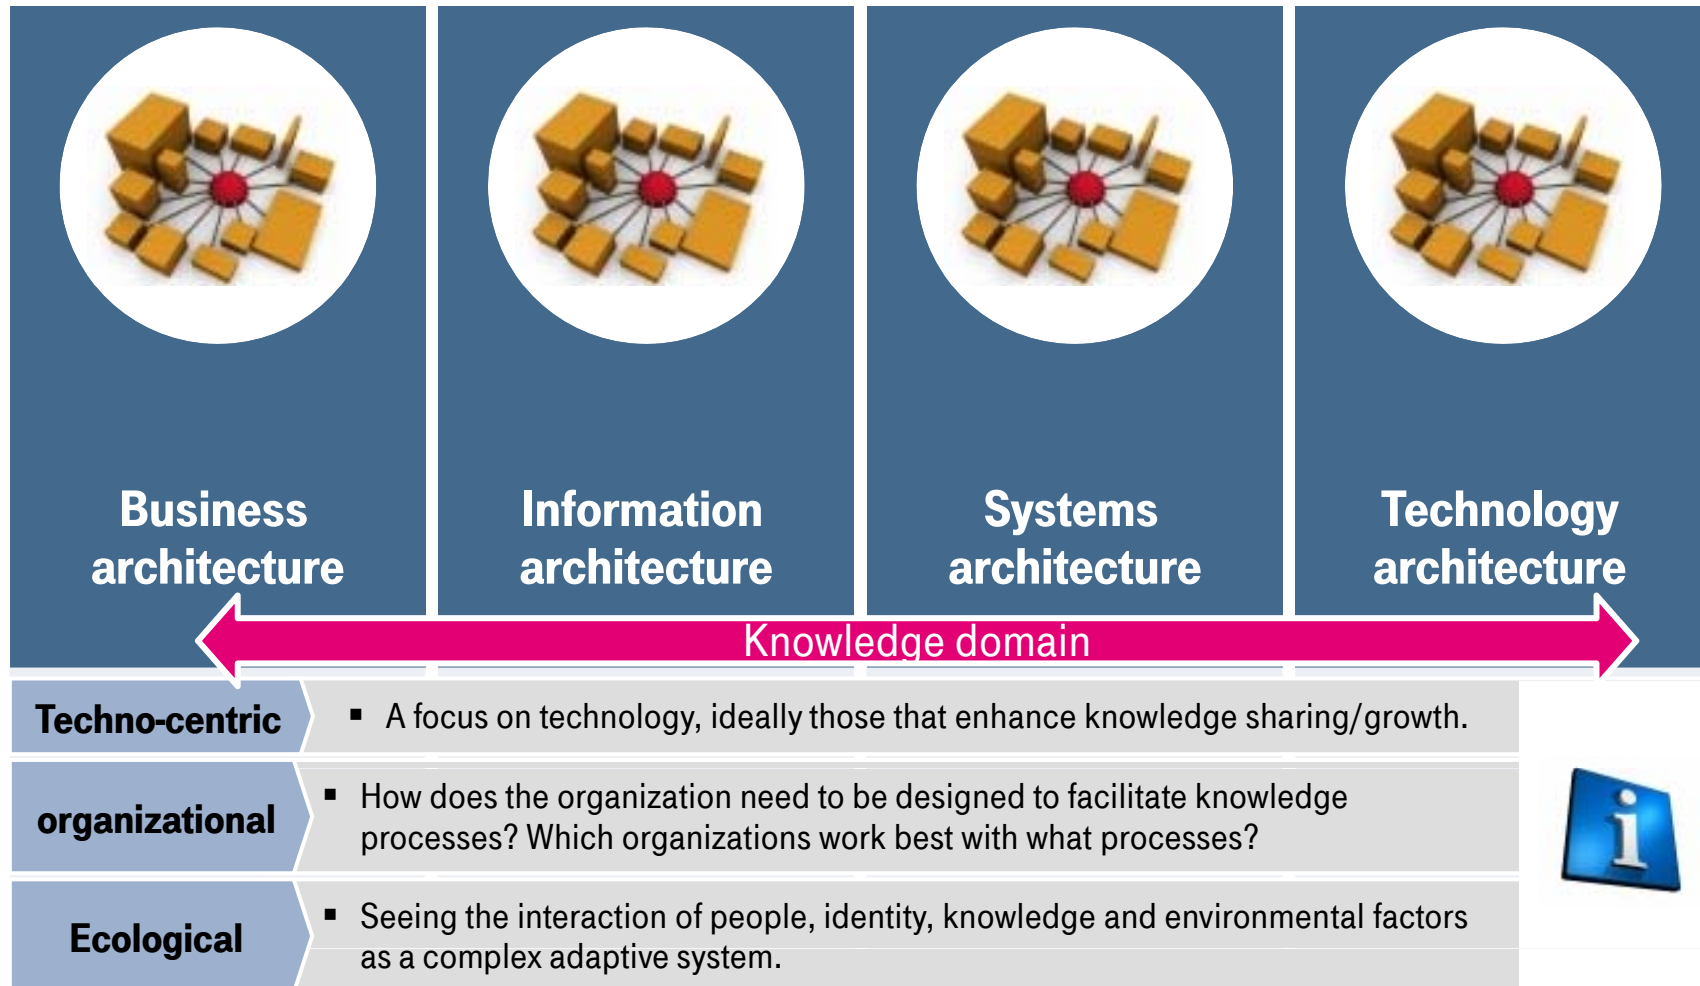 Business
architecture
Information
architecture
Systems
architecture
Technology
architecture
Knowledge domain
Techno-centric
▪ A focus on technology, ideally those that enhance knowledge sharing/growth.
organizational
▪ How does the organization need to be designed to facilitate knowledge
processes? Which organizations work best with what processes?
Ecological
▪ Seeing the interaction of people, identity, knowledge and environmental factors
as a complex adaptive system.
i